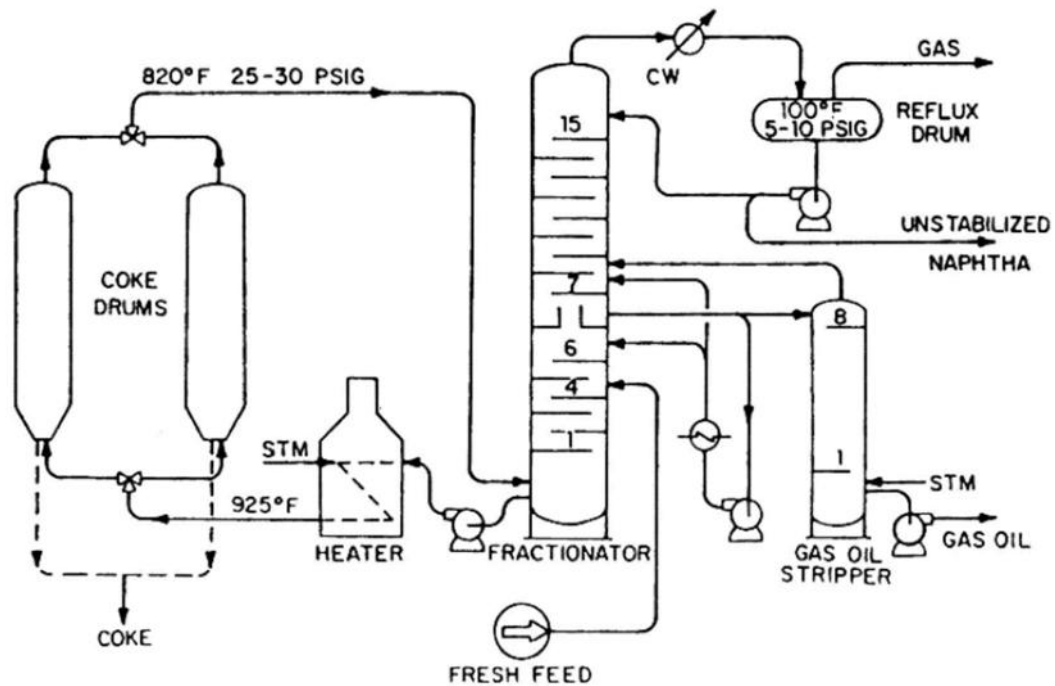 820°F 25-30 PSIG
CW
GAS
100°F
5-10 PSIG
REFLUX
DRUM
15
UNSTABILIZED
NAPHTHA
COKE
DRUMS
7
8
6
4
1
1
STM
STM
925°F
HEATER
FRACTIONATOR
GAS OIL
STRIPPER
GAS OIL
COKE
FRESH FEED